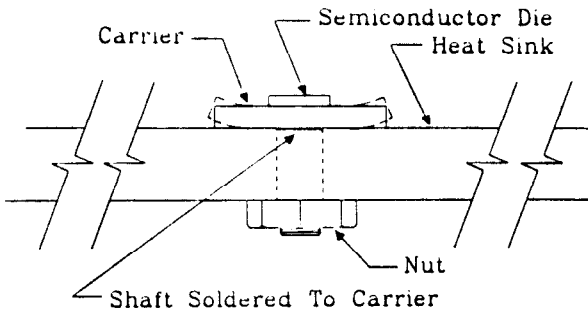 Semiconductor Die
Carrier
Heat Sink
Nut
Shaft Soldered To Carrier